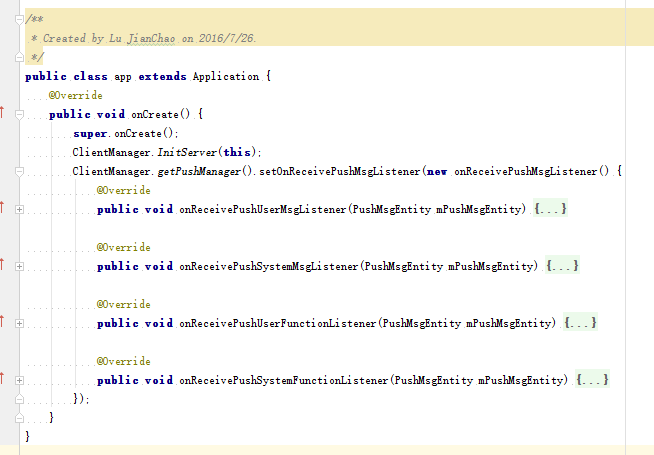 /**
 * Created by Lu JianChao on 2016/7/26.
 */
public class app extends Application {
    @Override
    public void onCreate() {
        super.onCreate();
        ClientManager.InitServer(this);
        ClientManager.getPushManager().setOnReceivePushMsgListener(new onReceivePushMsgListener() {
            @Override
            public void onReceivePushUserMsgListener(PushMsgEntity mPushMsgEntity) {...}
            @Override
            public void onReceivePushSystemMsgListener(PushMsgEntity mPushMsgEntity) {...}
            @Override
            public void onReceivePushUserFunctionListener(PushMsgEntity mPushMsgEntity) {...}
            @Override
            public void onReceivePushSystemFunctionListener(PushMsgEntity mPushMsgEntity) {...}
        });
    }
}